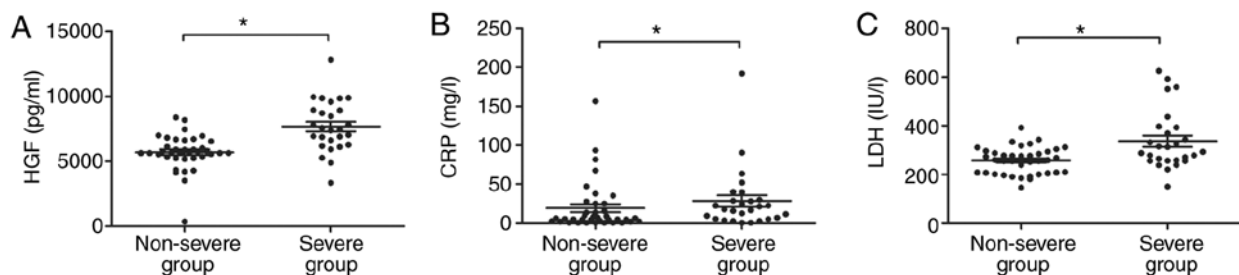 A
HGF (pg/ml)
15000
10000
5000
0
*
Non-severe
group
Severe
group
B
CRP (mg/l)
250
200
150
100
50
0
*
Non-severe
group
Severe
group
C
LDH (IU/l)
800
600
400
200
0
*
Non-severe
group
Severe
group